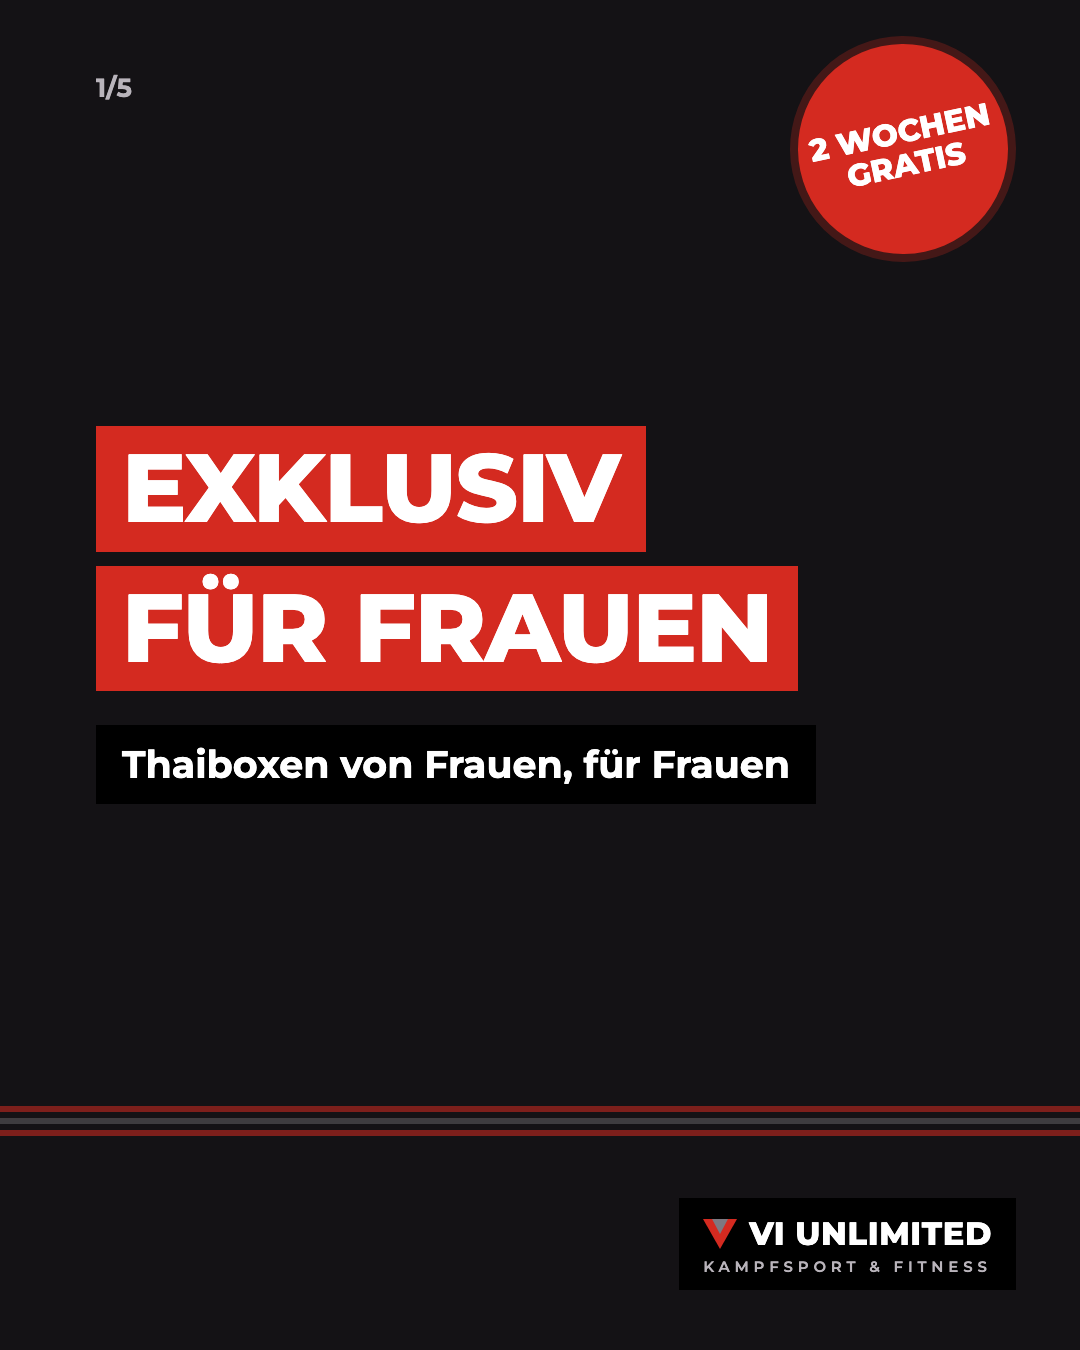 1/5
2 WOCHEN
GRATIS
EXKLUSIV
FÜR FRAUEN
Thaiboxen von Frauen, für Frauen
VI UNLIMITED
KAMPFSPORT & FITNESS